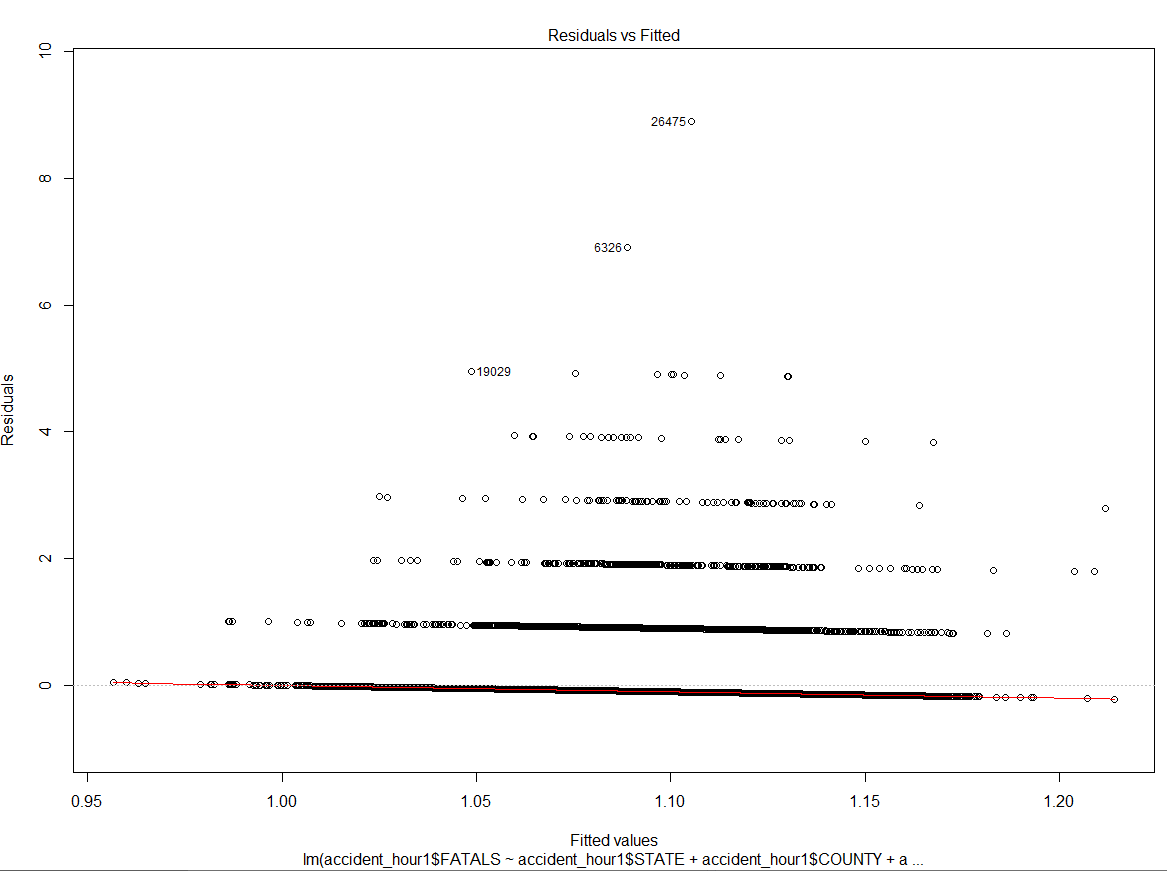 Residuals vs Fitted
10
8
6
4
2
0
Residuals
26475
6326
19029
0.95 1.00 1.05 1.10 1.15 1.20
Fitted values
lm(accident_hour1$FATALS ~ accident_hour1$STATE + accident_hour1$COUNTY + a ...